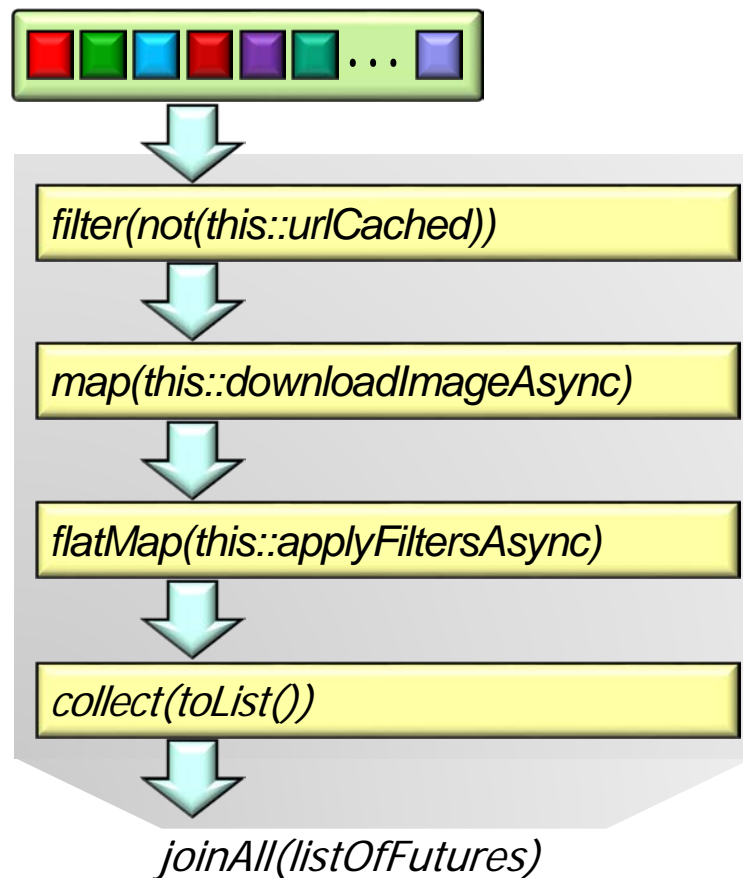 ...
filter(not(this::urlCached))
map(this::downloadImageAsync)
flatMap(this::applyFiltersAsync)
collect(toList())
joinAll(listOfFutures)